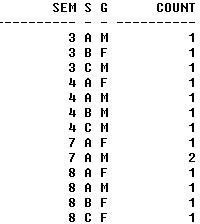 SEM S G COUNT
---------- - - ----------
3 A M 1
3 B F 1
3 C M 1
4 A F 1
4 A M 1
4 B M 1
4 C M 1
7 A F 1
7 A M 2
8 A F 1
8 A M 1
8 B F 1
8 C F 1